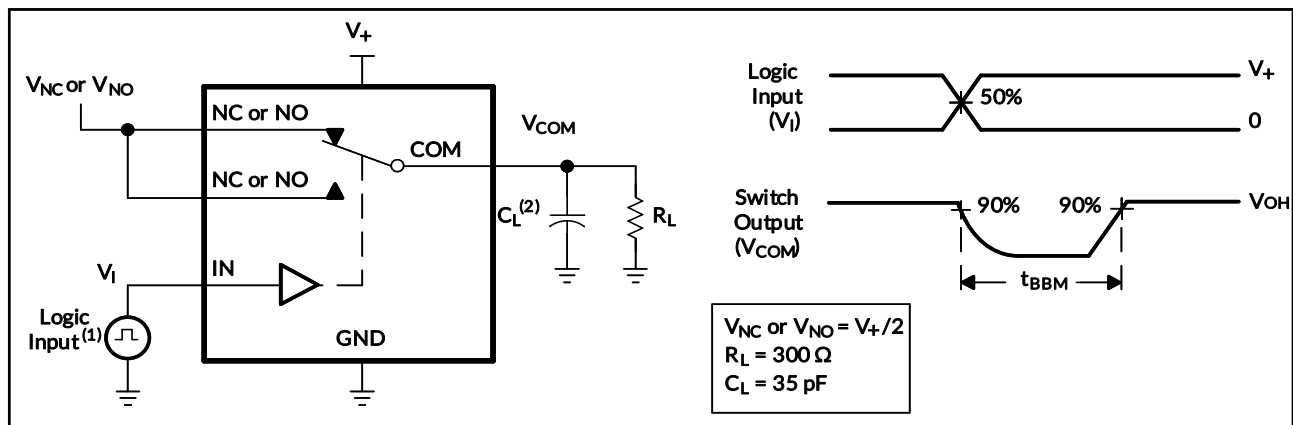 V+
VNC or VNO
NC or NO
VCOM
COM
NC or NO
CL(2)
RL
VI
IN
Logic
Input(1)
GND
Logic
Input
(VI)
V+
50%
0
Switch
Output
(VCOM)
90%
90%
VOH
tBBM
VNC or VNO = V+/2
RL = 300 Ω
CL = 35 pF